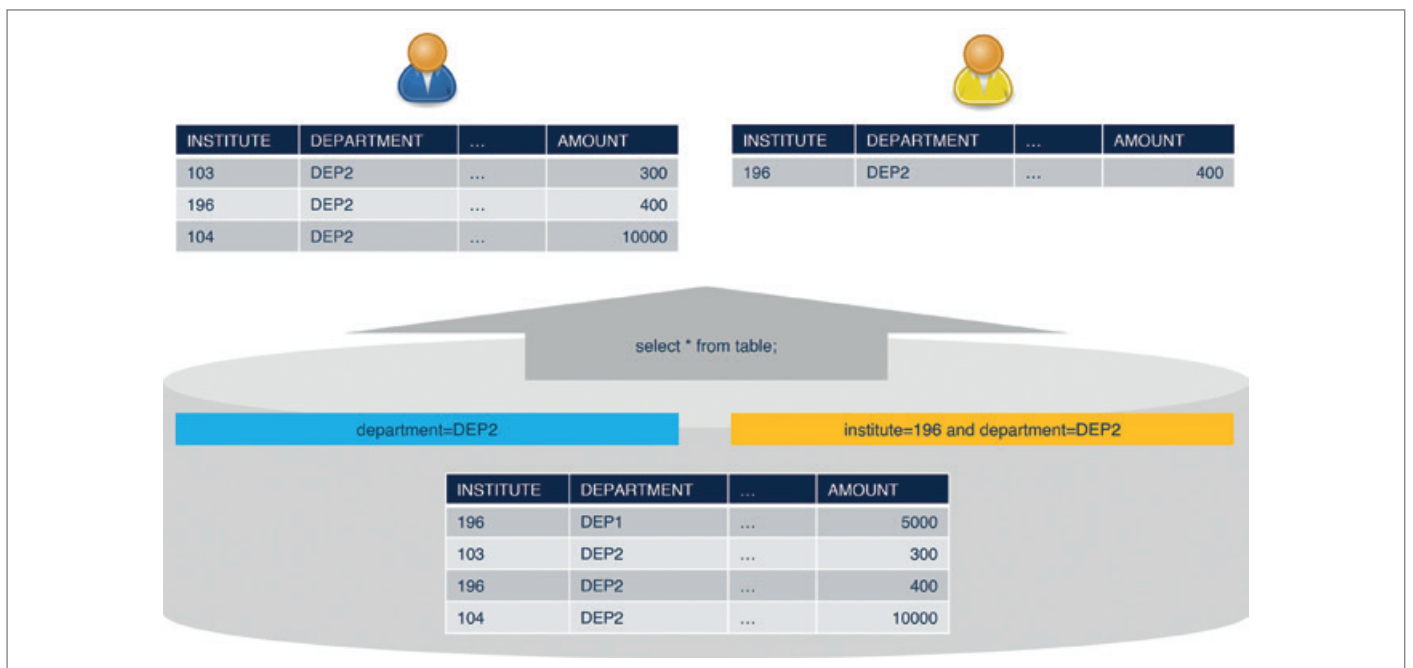 INSTITUTE DEPARTMENT ... AMOUNT
103 DEP2 ... 300
196 DEP2 ... 400
104 DEP2 ... 10000
INSTITUTE DEPARTMENT ... AMOUNT
196 DEP2 ... 400
select * from table;
department=DEP2
institute=196 and department=DEP2
INSTITUTE DEPARTMENT ... AMOUNT
196 DEP1 ... 5000
103 DEP2 ... 300
196 DEP2 ... 400
104 DEP2 ... 10000